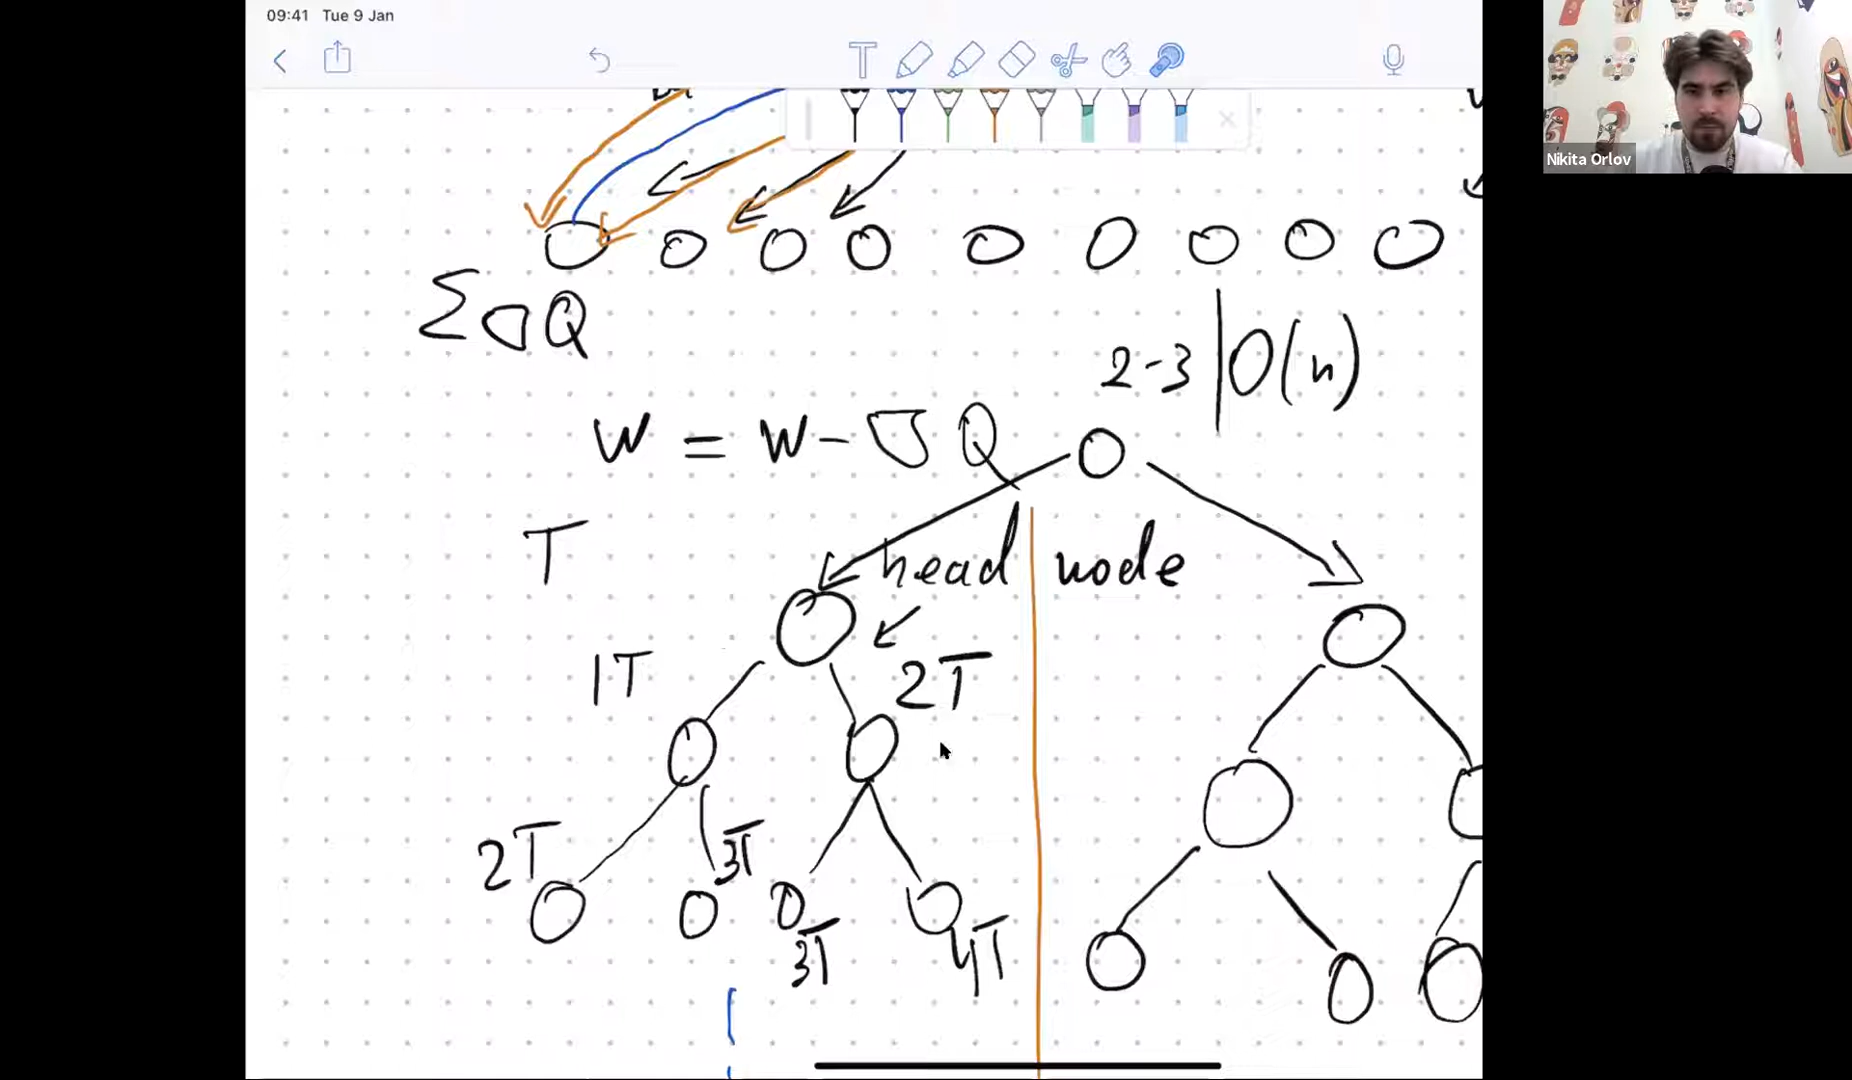 09:41 Tue 9 Jan
T
Nikita Orlov
Σ ∇ Q
2-3 | O(n)
W = W - ∇ Q
head node
T
1T
2T
2T
3T
3T
4T